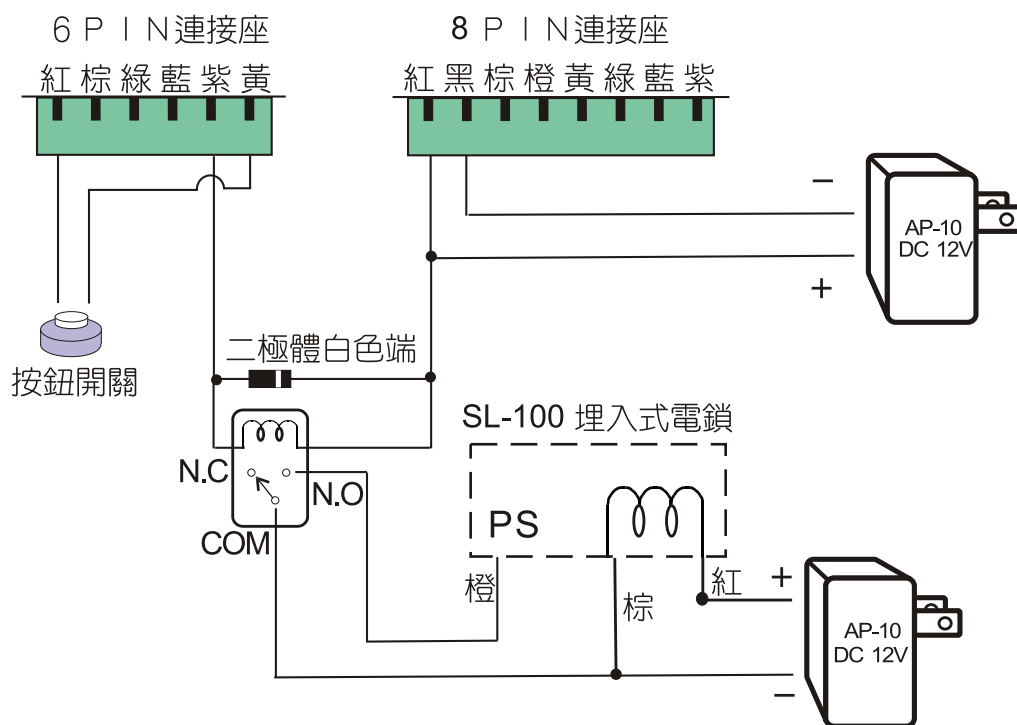 6 P I N連接座
8 P I N連接座
紅棕綠藍紫黃
紅黑棕橙黃綠藍紫
−
AP-10
DC 12V
+
二極體白色端
按鈕開關
SL-100 埋入式電鎖
N.C
N.O
PS
COM
橙
棕
紅
+
AP-10
DC 12V
−